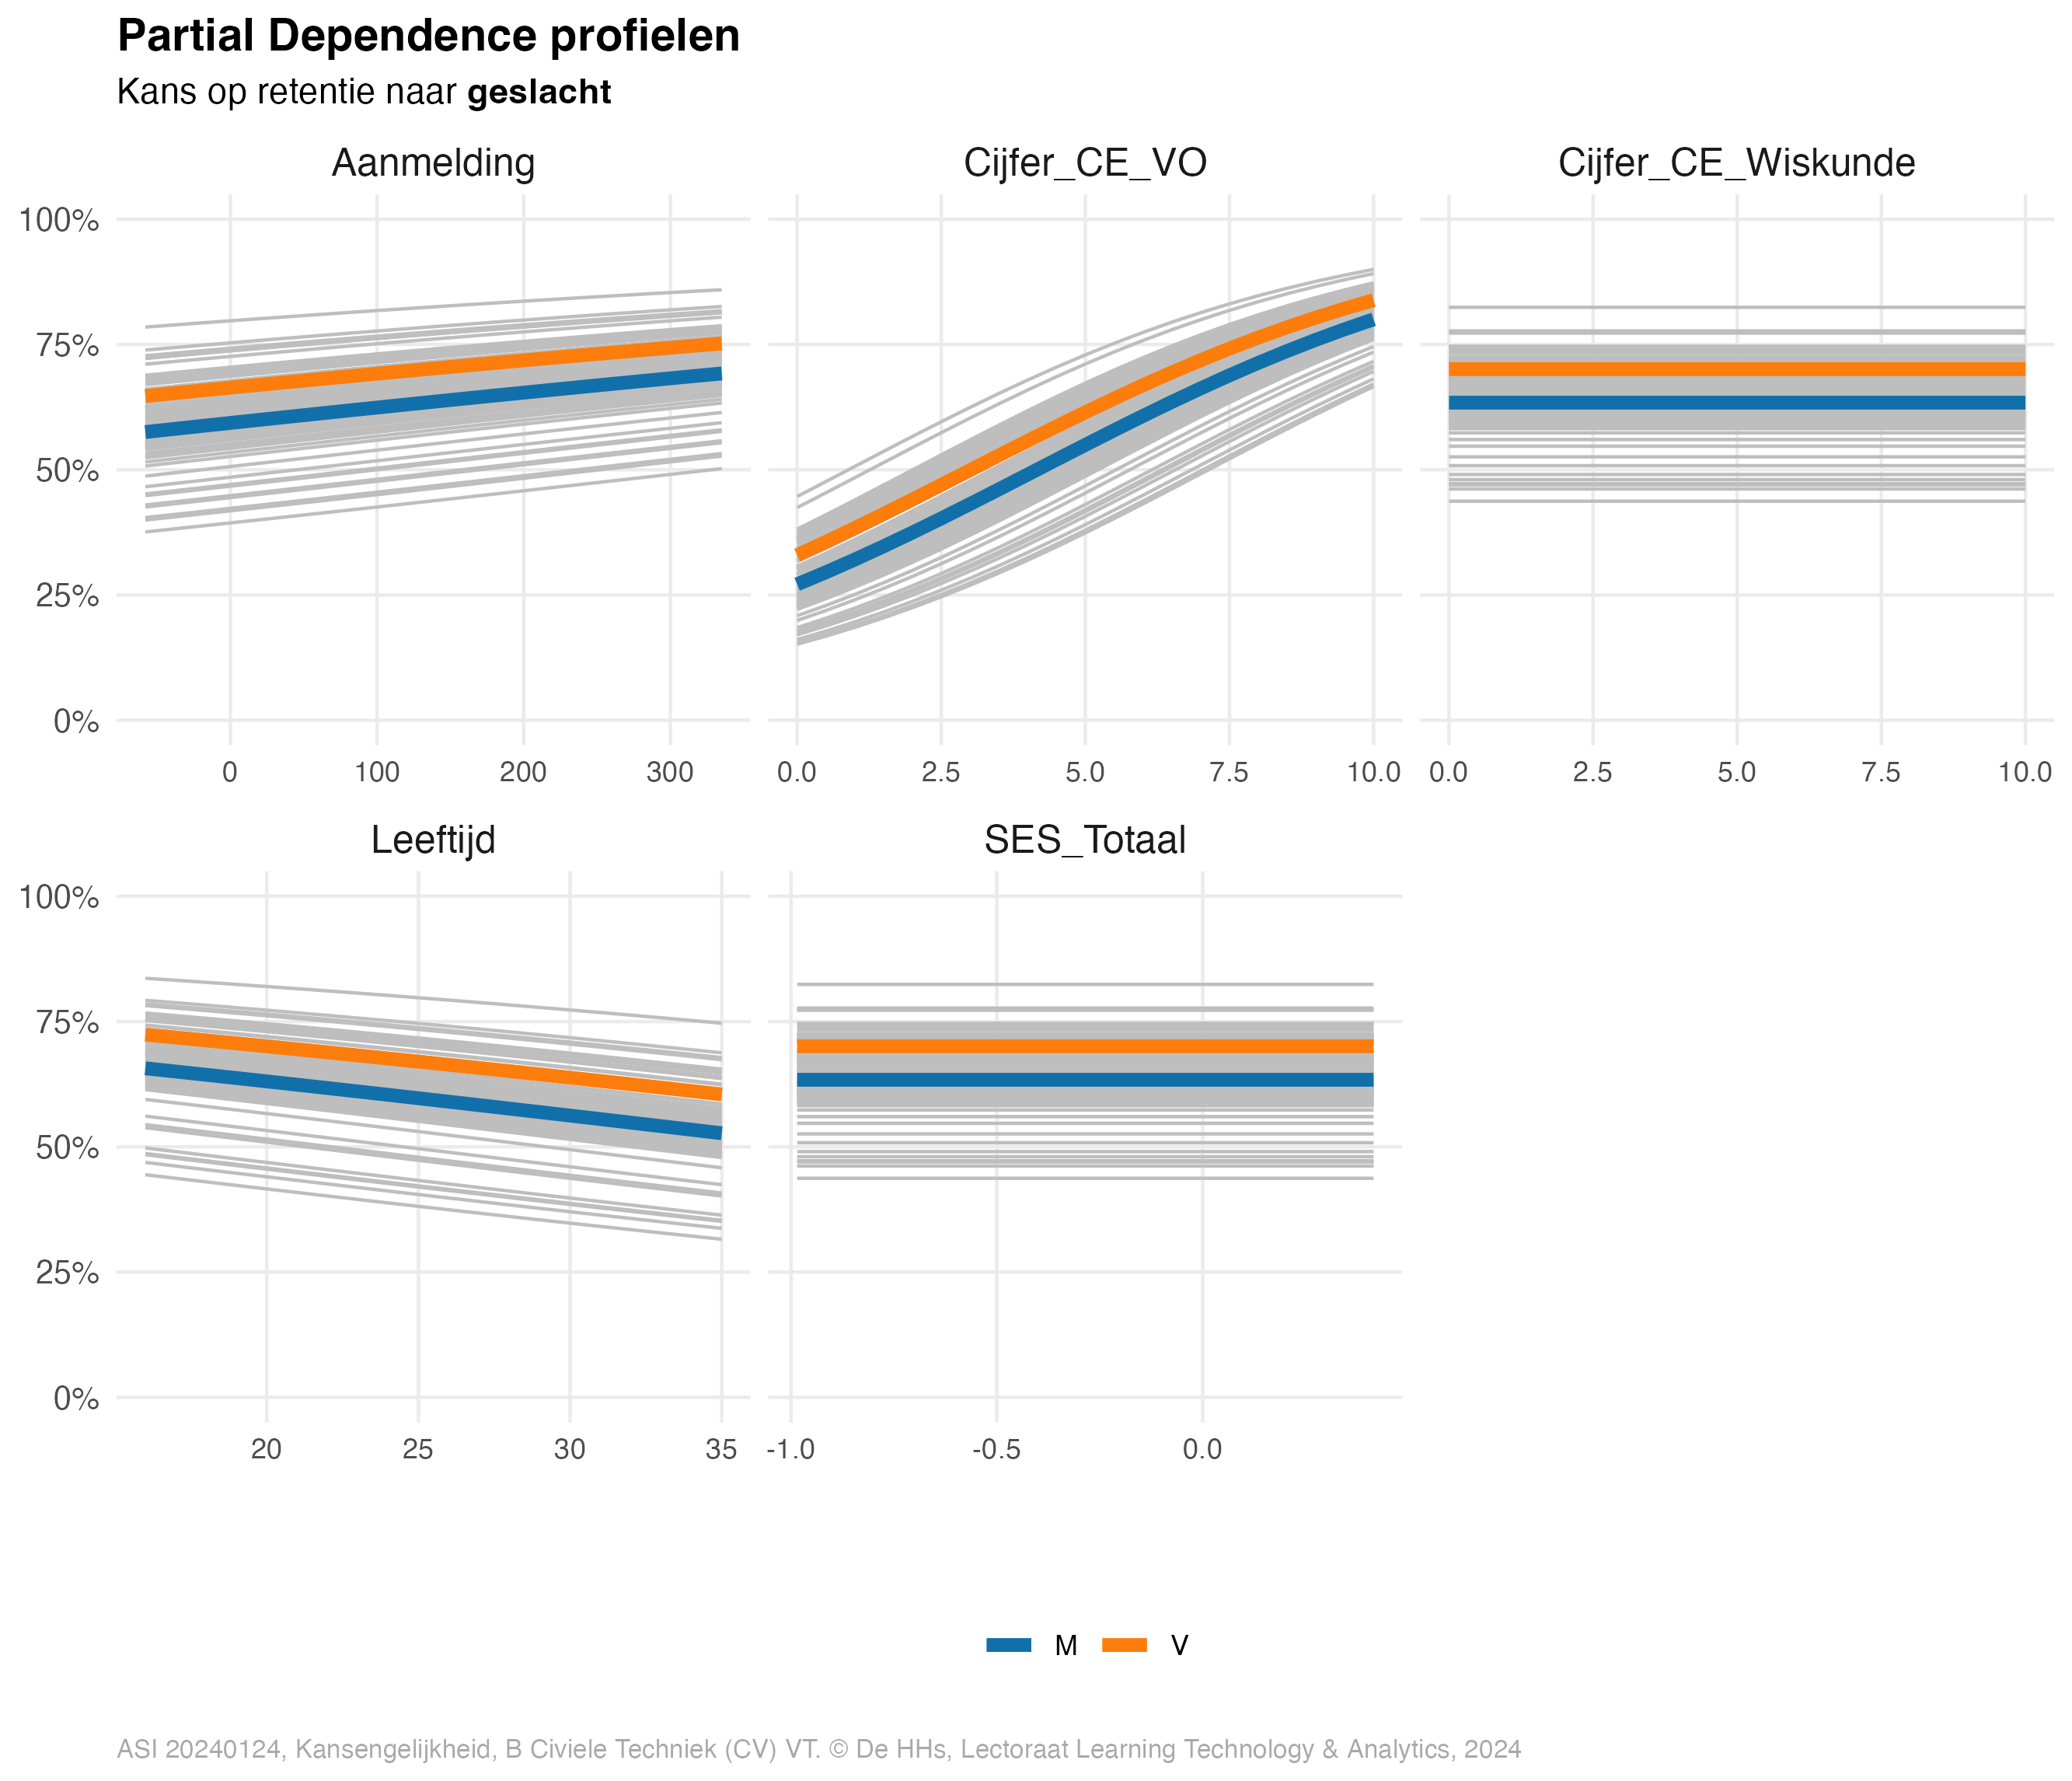 Partial Dependence profielen
Kans op retentie naar geslacht
Aanmelding
Cijfer_CE_VO
Cijfer_CE_Wiskunde
100%
75%
50%
25%
0%
0 100 200 300
0.0 2.5 5.0 7.5 10.0
0.0 2.5 5.0 7.5 10.0
Leeftijd
SES_Totaal
100%
75%
50%
25%
0%
20 25 30 35
-1.0 -0.5 0.0
M V
ASI 20240124, Kansengelijkheid, B Civiele Techniek (CV) VT. © De HHs, Lectoraat Learning Technology & Analytics, 2024